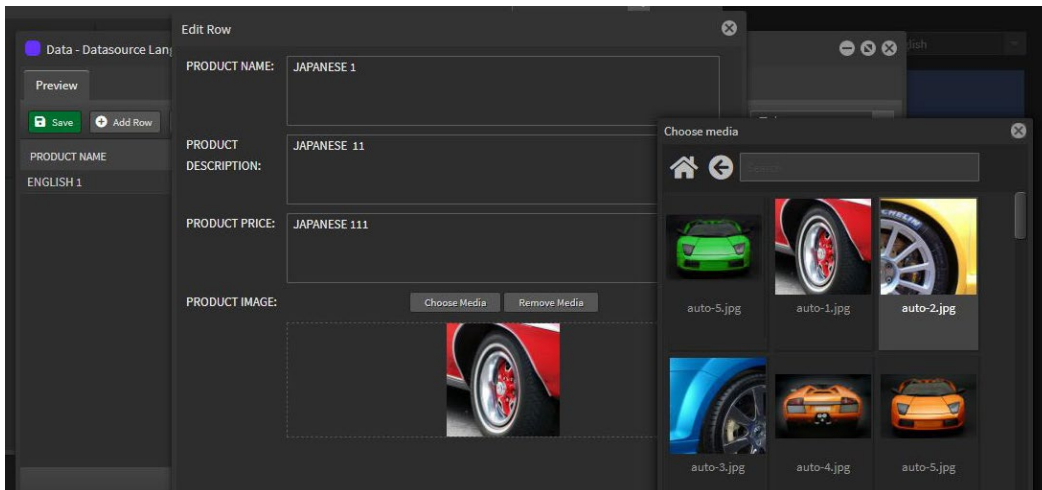 Edit Row
Data - Datasource Lang
Preview
Save
Add Row
PRODUCT NAME
ENGLISH 1
PRODUCT NAME:
JAPANESE 1
PRODUCT DESCRIPTION:
JAPANESE 11
PRODUCT PRICE:
JAPANESE 111
PRODUCT IMAGE:
Choose Media
Remove Media
Choose media
Search
auto-5.jpg
auto-1.jpg
auto-2.jpg
auto-3.jpg
auto-4.jpg
auto-5.jpg